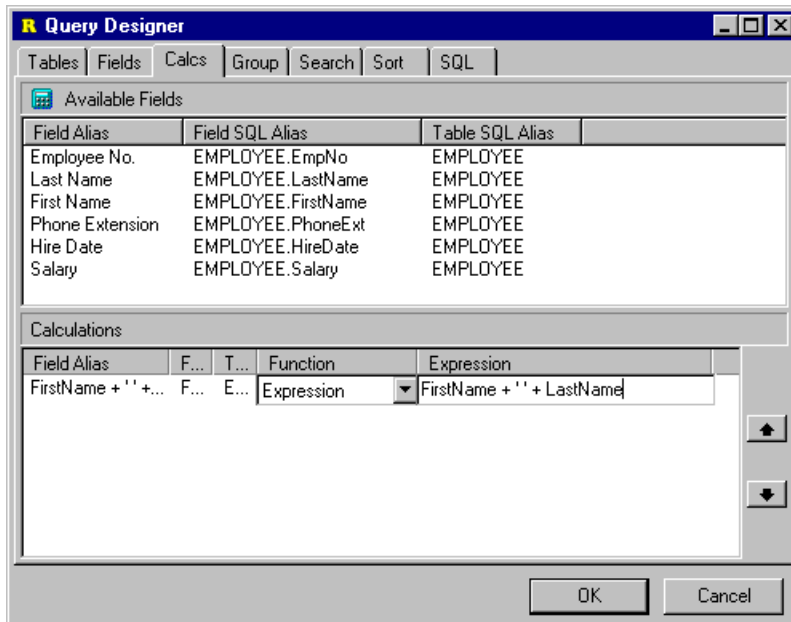 R Query Designer
Tables Fields Calcs Group Search Sort SQL
Available Fields
Field Alias Field SQL Alias Table SQL Alias
Employee No. EMPLOYEE.EmpNo EMPLOYEE
Last Name EMPLOYEE.LastName EMPLOYEE
First Name EMPLOYEE.FirstName EMPLOYEE
Phone Extension EMPLOYEE.PhoneExt EMPLOYEE
Hire Date EMPLOYEE.HireDate EMPLOYEE
Salary EMPLOYEE.Salary EMPLOYEE
Calculations
Field Alias F... T... Function Expression
FirstName + ' ' +... F... E... Expression FirstName + ' ' + LastName
OK Cancel